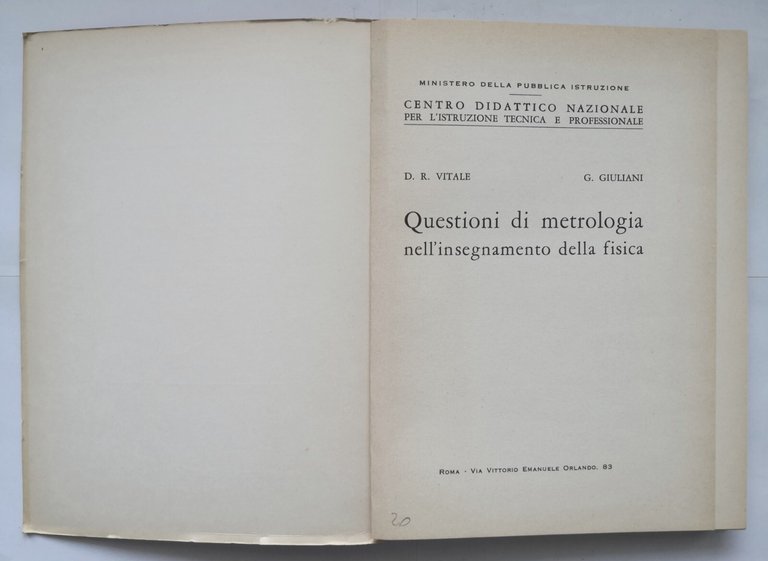 MINISTERO DELLA PUBBLICA ISTRUZIONE
CENTRO DIDATTICO NAZIONALE
PER L'ISTRUZIONE TECNICA E PROFESSIONALE
D. R. VITALE G. GIULIANI
Questioni di metrologia
nell'insegnamento della fisica
ROMA - VIA VITTORIO EMANUELE ORLANDO, 83
20